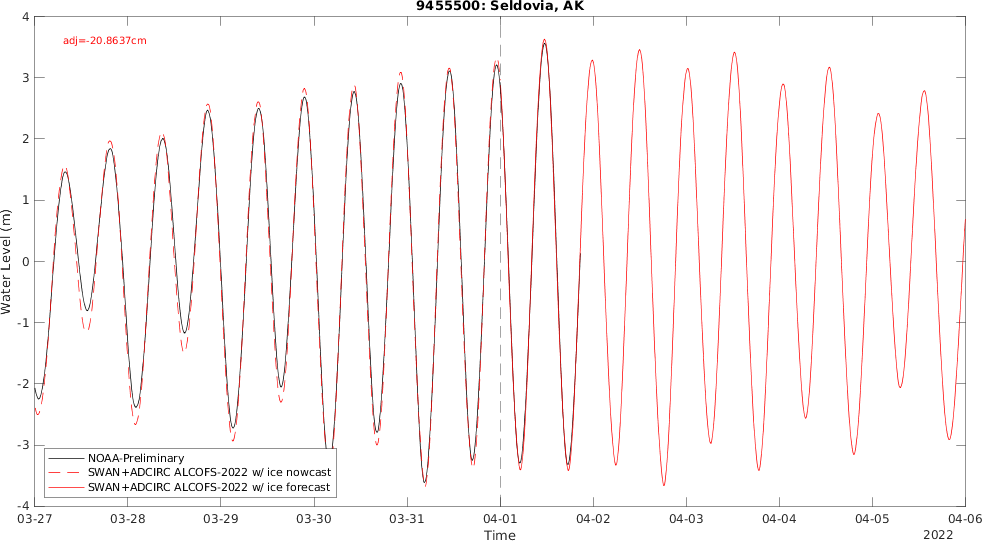 9455500: Seldovia, AK
adj=-20.8637cm
4
3
2
1
0
-1
-2
-3
-4
Water Level (m)
NOAA-Preliminary
SWAN+ADCIRC ALCOFS-2022 w/ ice nowcast
SWAN+ADCIRC ALCOFS-2022 w/ ice forecast
03-27 03-28 03-29 03-30 03-31 04-01 04-02 04-03 04-04 04-05 04-06
Time
2022